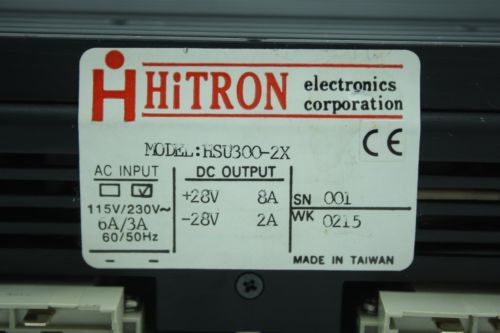 HiTRON electronics corporation
MODEL: HSU300-2X
CE
AC INPUT
115V/230V~
6A/3A
60/50Hz
DC OUTPUT
+28V 8A
-28V 2A
SN 001
WK 0215
MADE IN TAIWAN